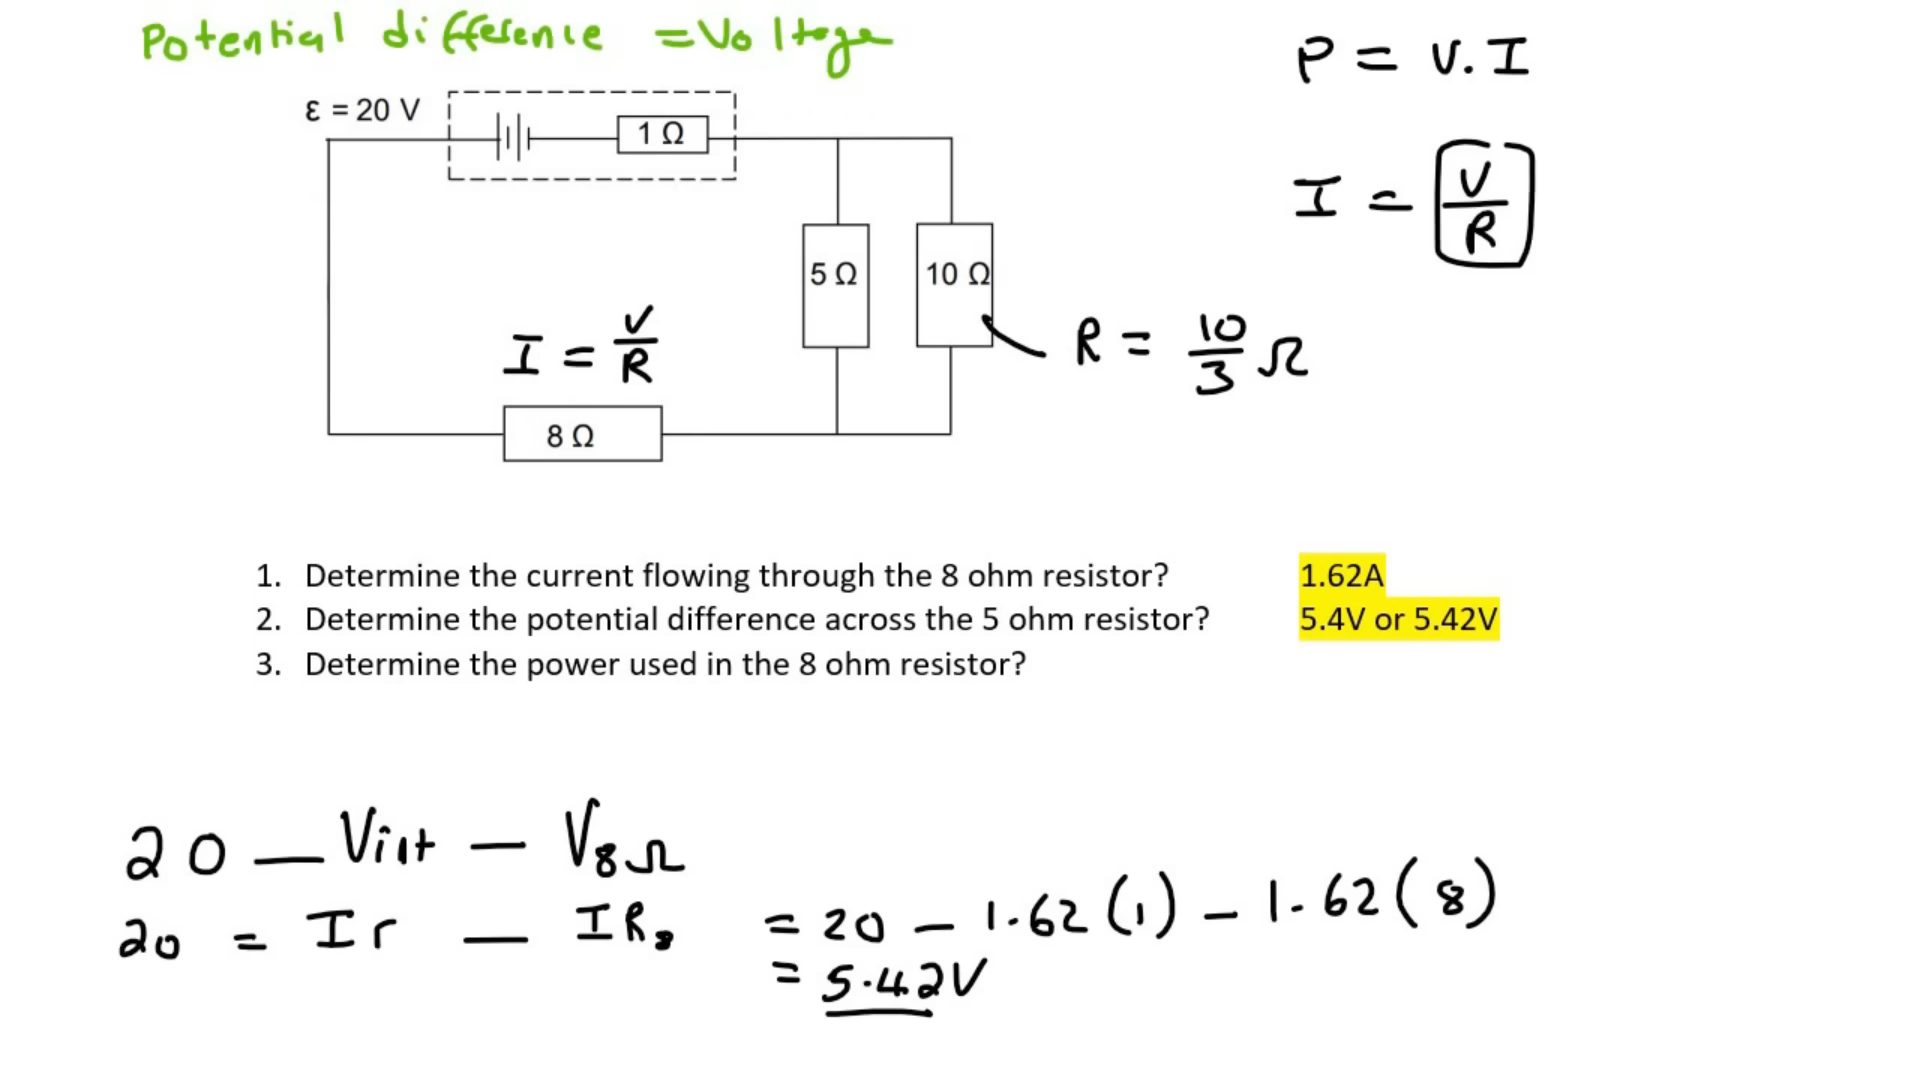 Potential difference = Voltage
P = V.I
ε = 20 V
1 Ω
I = V/R
5 Ω
10 Ω
I = V/R
R = 10/3 Ω
8 Ω
1. Determine the current flowing through the 8 ohm resistor? 1.62A
2. Determine the potential difference across the 5 ohm resistor? 5.4V or 5.42V
3. Determine the power used in the 8 ohm resistor?
20 — Vint — V8Ω
20 = Ir — IR8 = 20 — 1.62(1) — 1.62(8)
= 5.42V